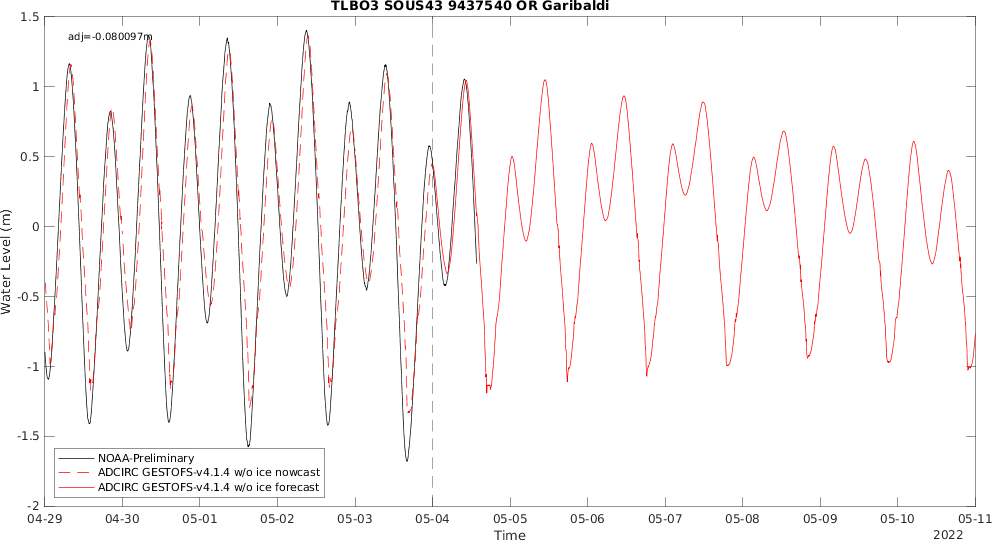 TLBO3 SOUS43 9437540 OR Garibaldi
adj=-0.080097m
1.5
1
0.5
0
-0.5
-1
-1.5
-2
Water Level (m)
NOAA-Preliminary
ADCIRC GESTOFS-v4.1.4 w/o ice nowcast
ADCIRC GESTOFS-v4.1.4 w/o ice forecast
04-29 04-30 05-01 05-02 05-03 05-04 05-05 05-06 05-07 05-08 05-09 05-10 05-11
Time
2022